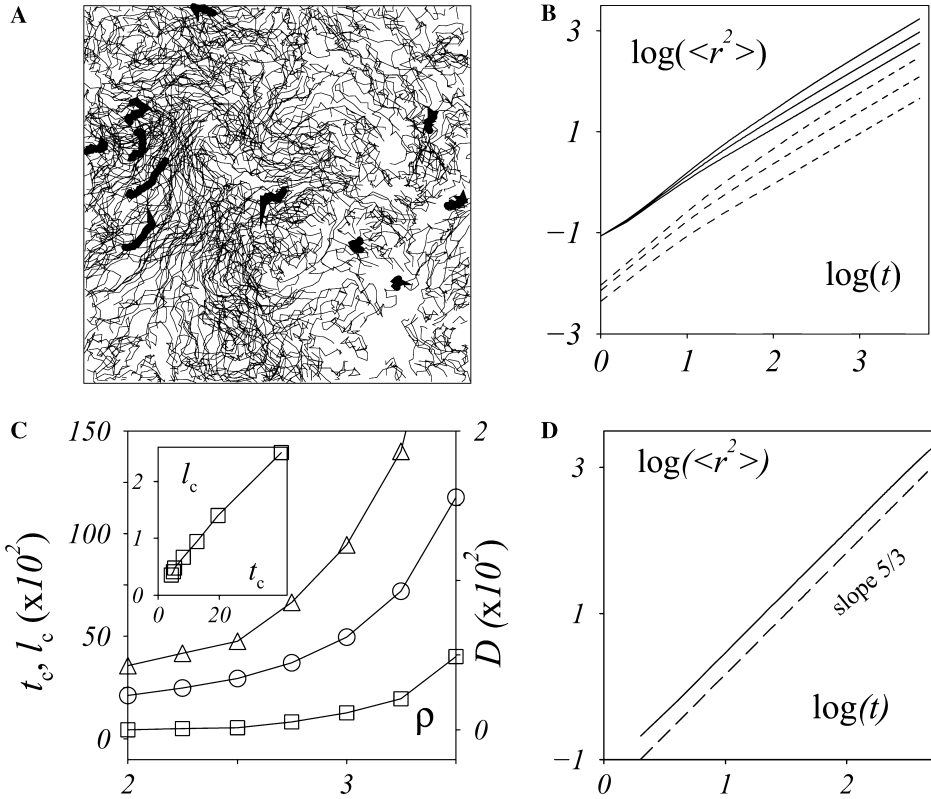 A
B
3
log(<r²>)
1
−1
log(t)
−3
0 1 2 3
C
150
2
2
l_c
100
1
t_c
0
0 20
50
t_c, l_c (x10²)
D (x10²)
ρ
0
0
2 3
D
3
log(<r²>)
slope 5/3
1
log(t)
−1
0 1 2